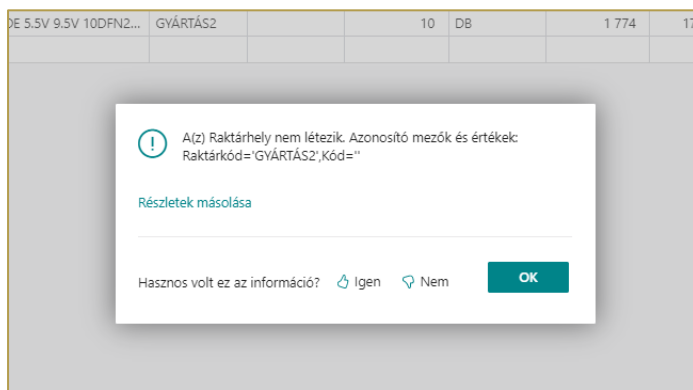 DE 5.5V 9.5V 10DFN2... GYÁRTÁS2 10 DB 1 774 17
A(z) Raktárhely nem létezik. Azonosító mezők és értékek:
Raktárkód='GYÁRTÁS2',Kód=''
Részletek másolása
Hasznos volt ez az információ? Igen Nem OK